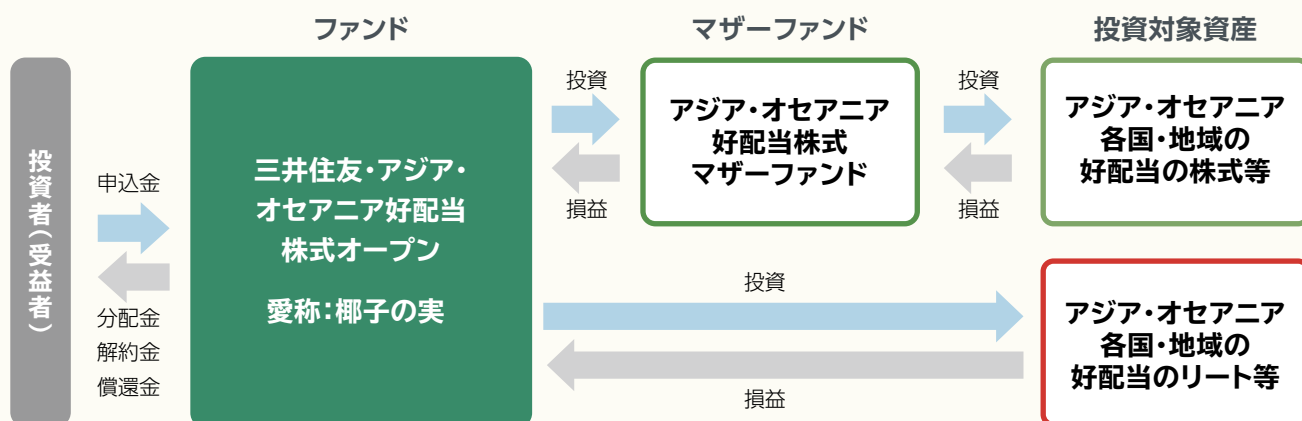 ファンド
マザーファンド
投資対象資産
投資者(受益者)
申込金
分配金
解約金
償還金
三井住友・アジア・
オセアニア好配当
株式オープン
愛称:椰子の実
投資
損益
アジア・オセアニア
好配当株式
マザーファンド
投資
損益
アジア・オセアニア
各国・地域の
好配当の株式等
投資
損益
アジア・オセアニア
各国・地域の
好配当のリート等